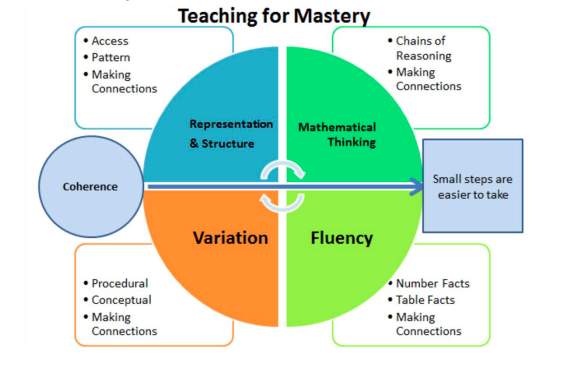 Teaching for Mastery
• Access
• Pattern
• Making
Connections
• Chains of
Reasoning
• Making
Connections
Representation
& Structure
Mathematical
Thinking
Coherence
Small steps are
easier to take
Variation
Fluency
• Procedural
• Conceptual
• Making
Connections
• Number Facts
• Table Facts
• Making
Connections